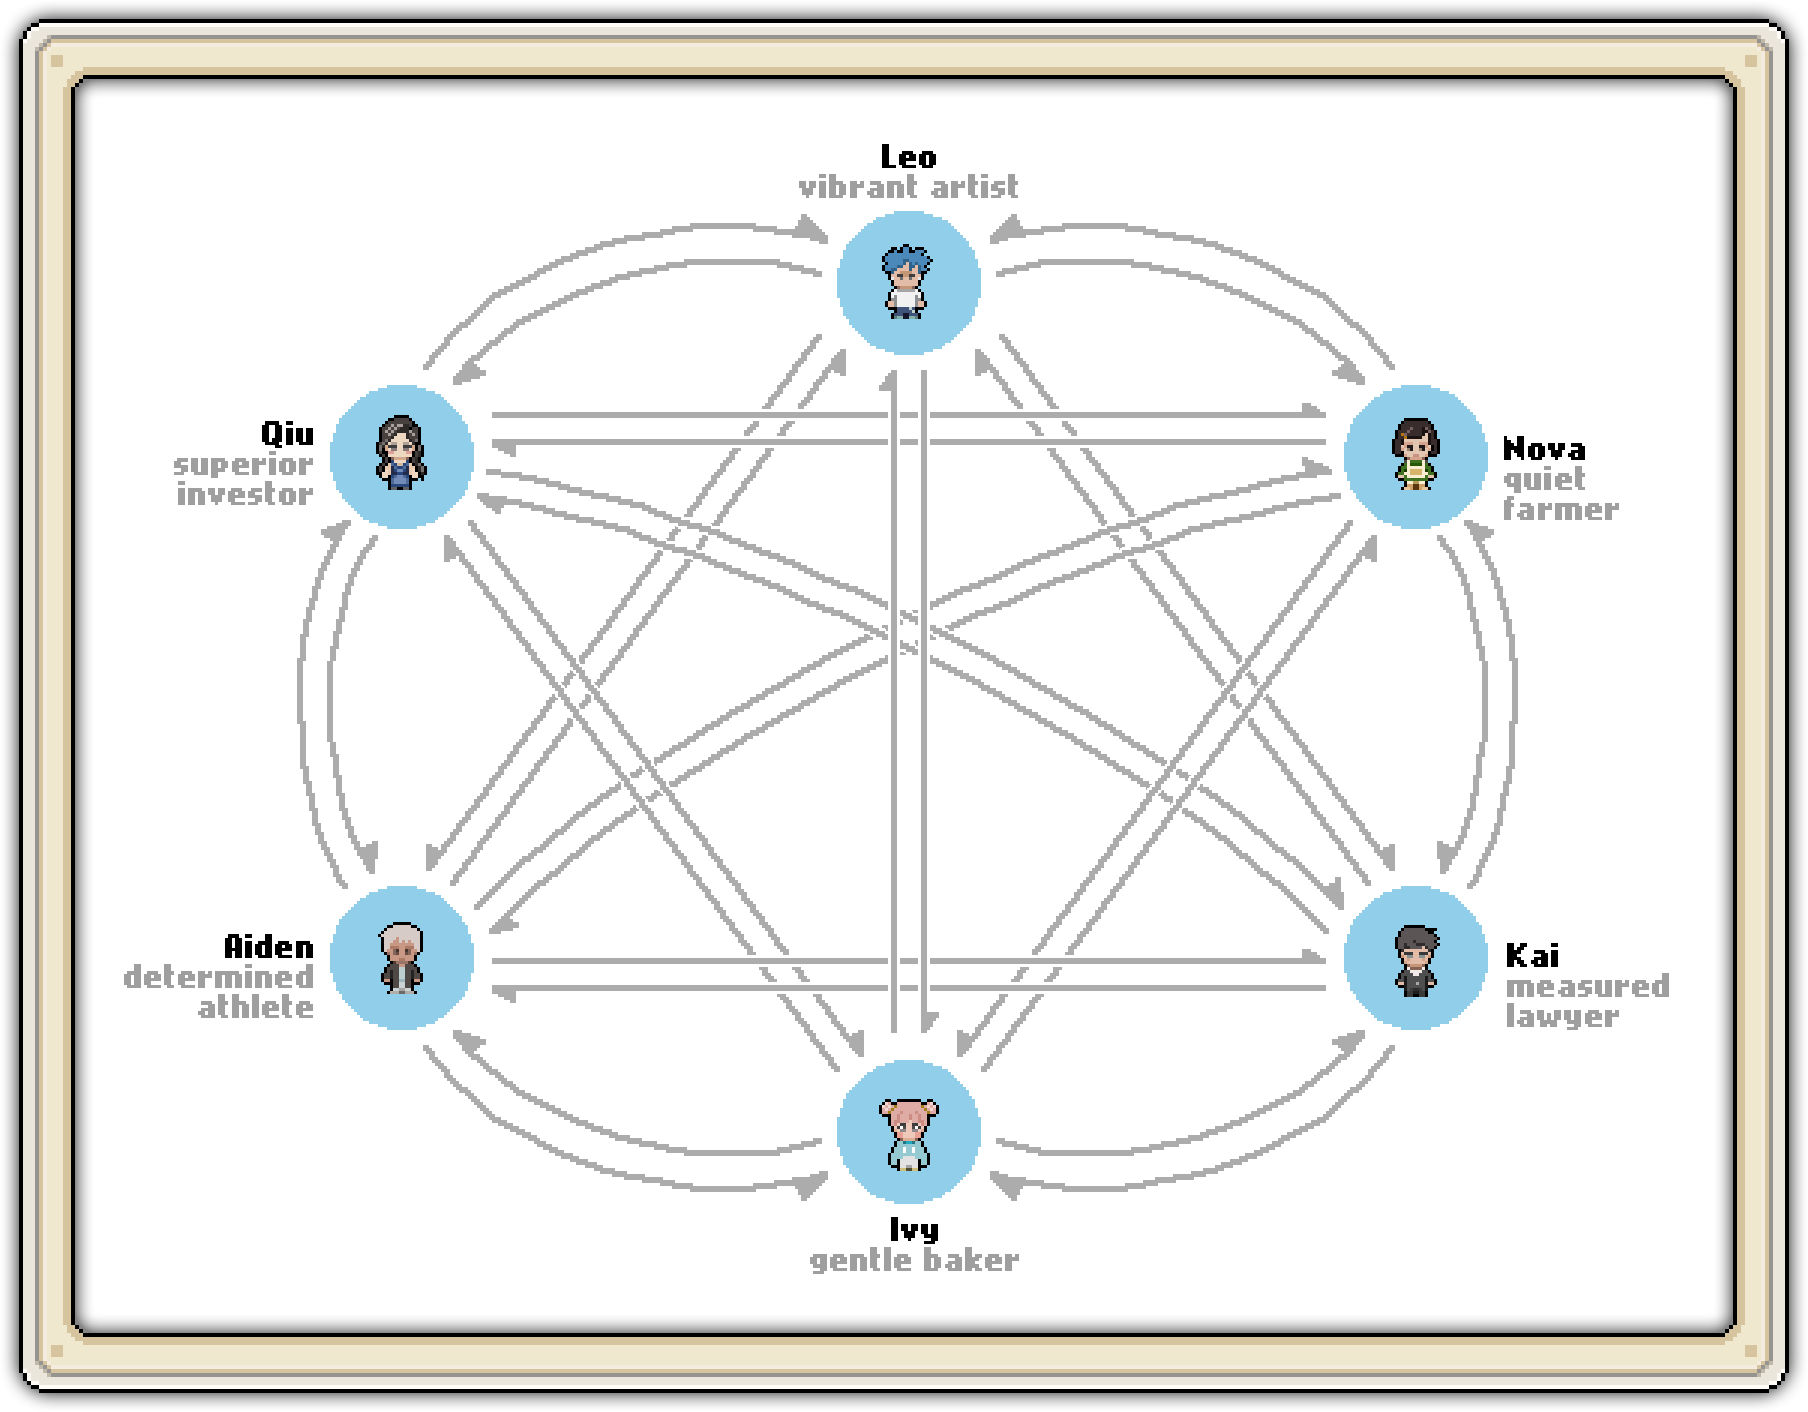 Leo
vibrant artist
Qiu
superior
investor
Nova
quiet
farmer
Aiden
determined
athlete
Kai
measured
lawyer
Ivy
gentle baker